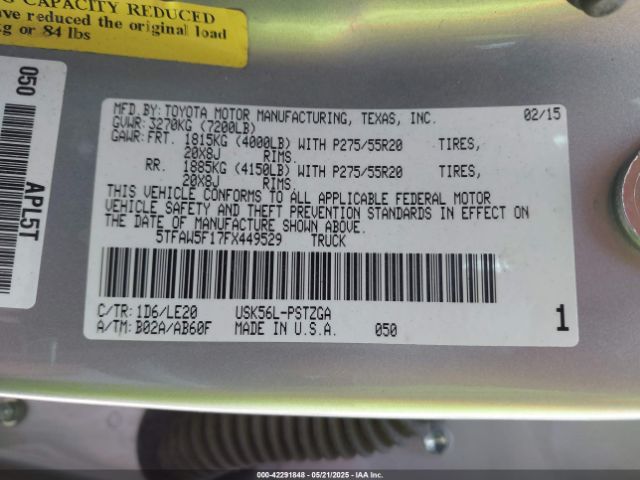 CAPACITY REDUCED
have reduced the original load
kg or 84 lbs
050
APL5T
MFD.BY: TOYOTA MOTOR MANUFACTURING, TEXAS, INC. 02/15
GVWR: 3270KG (7200LB)
GAWR: FRT. 1815KG (4000LB) WITH P275/55R20 TIRES,
20X8J RIMS.
RR. 1885KG (4150LB) WITH P275/55R20 TIRES,
20X8J RIMS.
THIS VEHICLE CONFORMS TO ALL APPLICABLE FEDERAL MOTOR
VEHICLE SAFETY AND THEFT PREVENTION STANDARDS IN EFFECT ON
THE DATE OF MANUFACTURE SHOWN ABOVE.
5TFAW5F17FX449529 TRUCK
C/TR: 1D6/LE20 USK56L-PSTZGA
A/TM: B02A/AB60F MADE IN U.S.A. 050 1
000-42291848 - 05/21/2025 - IAA Inc.